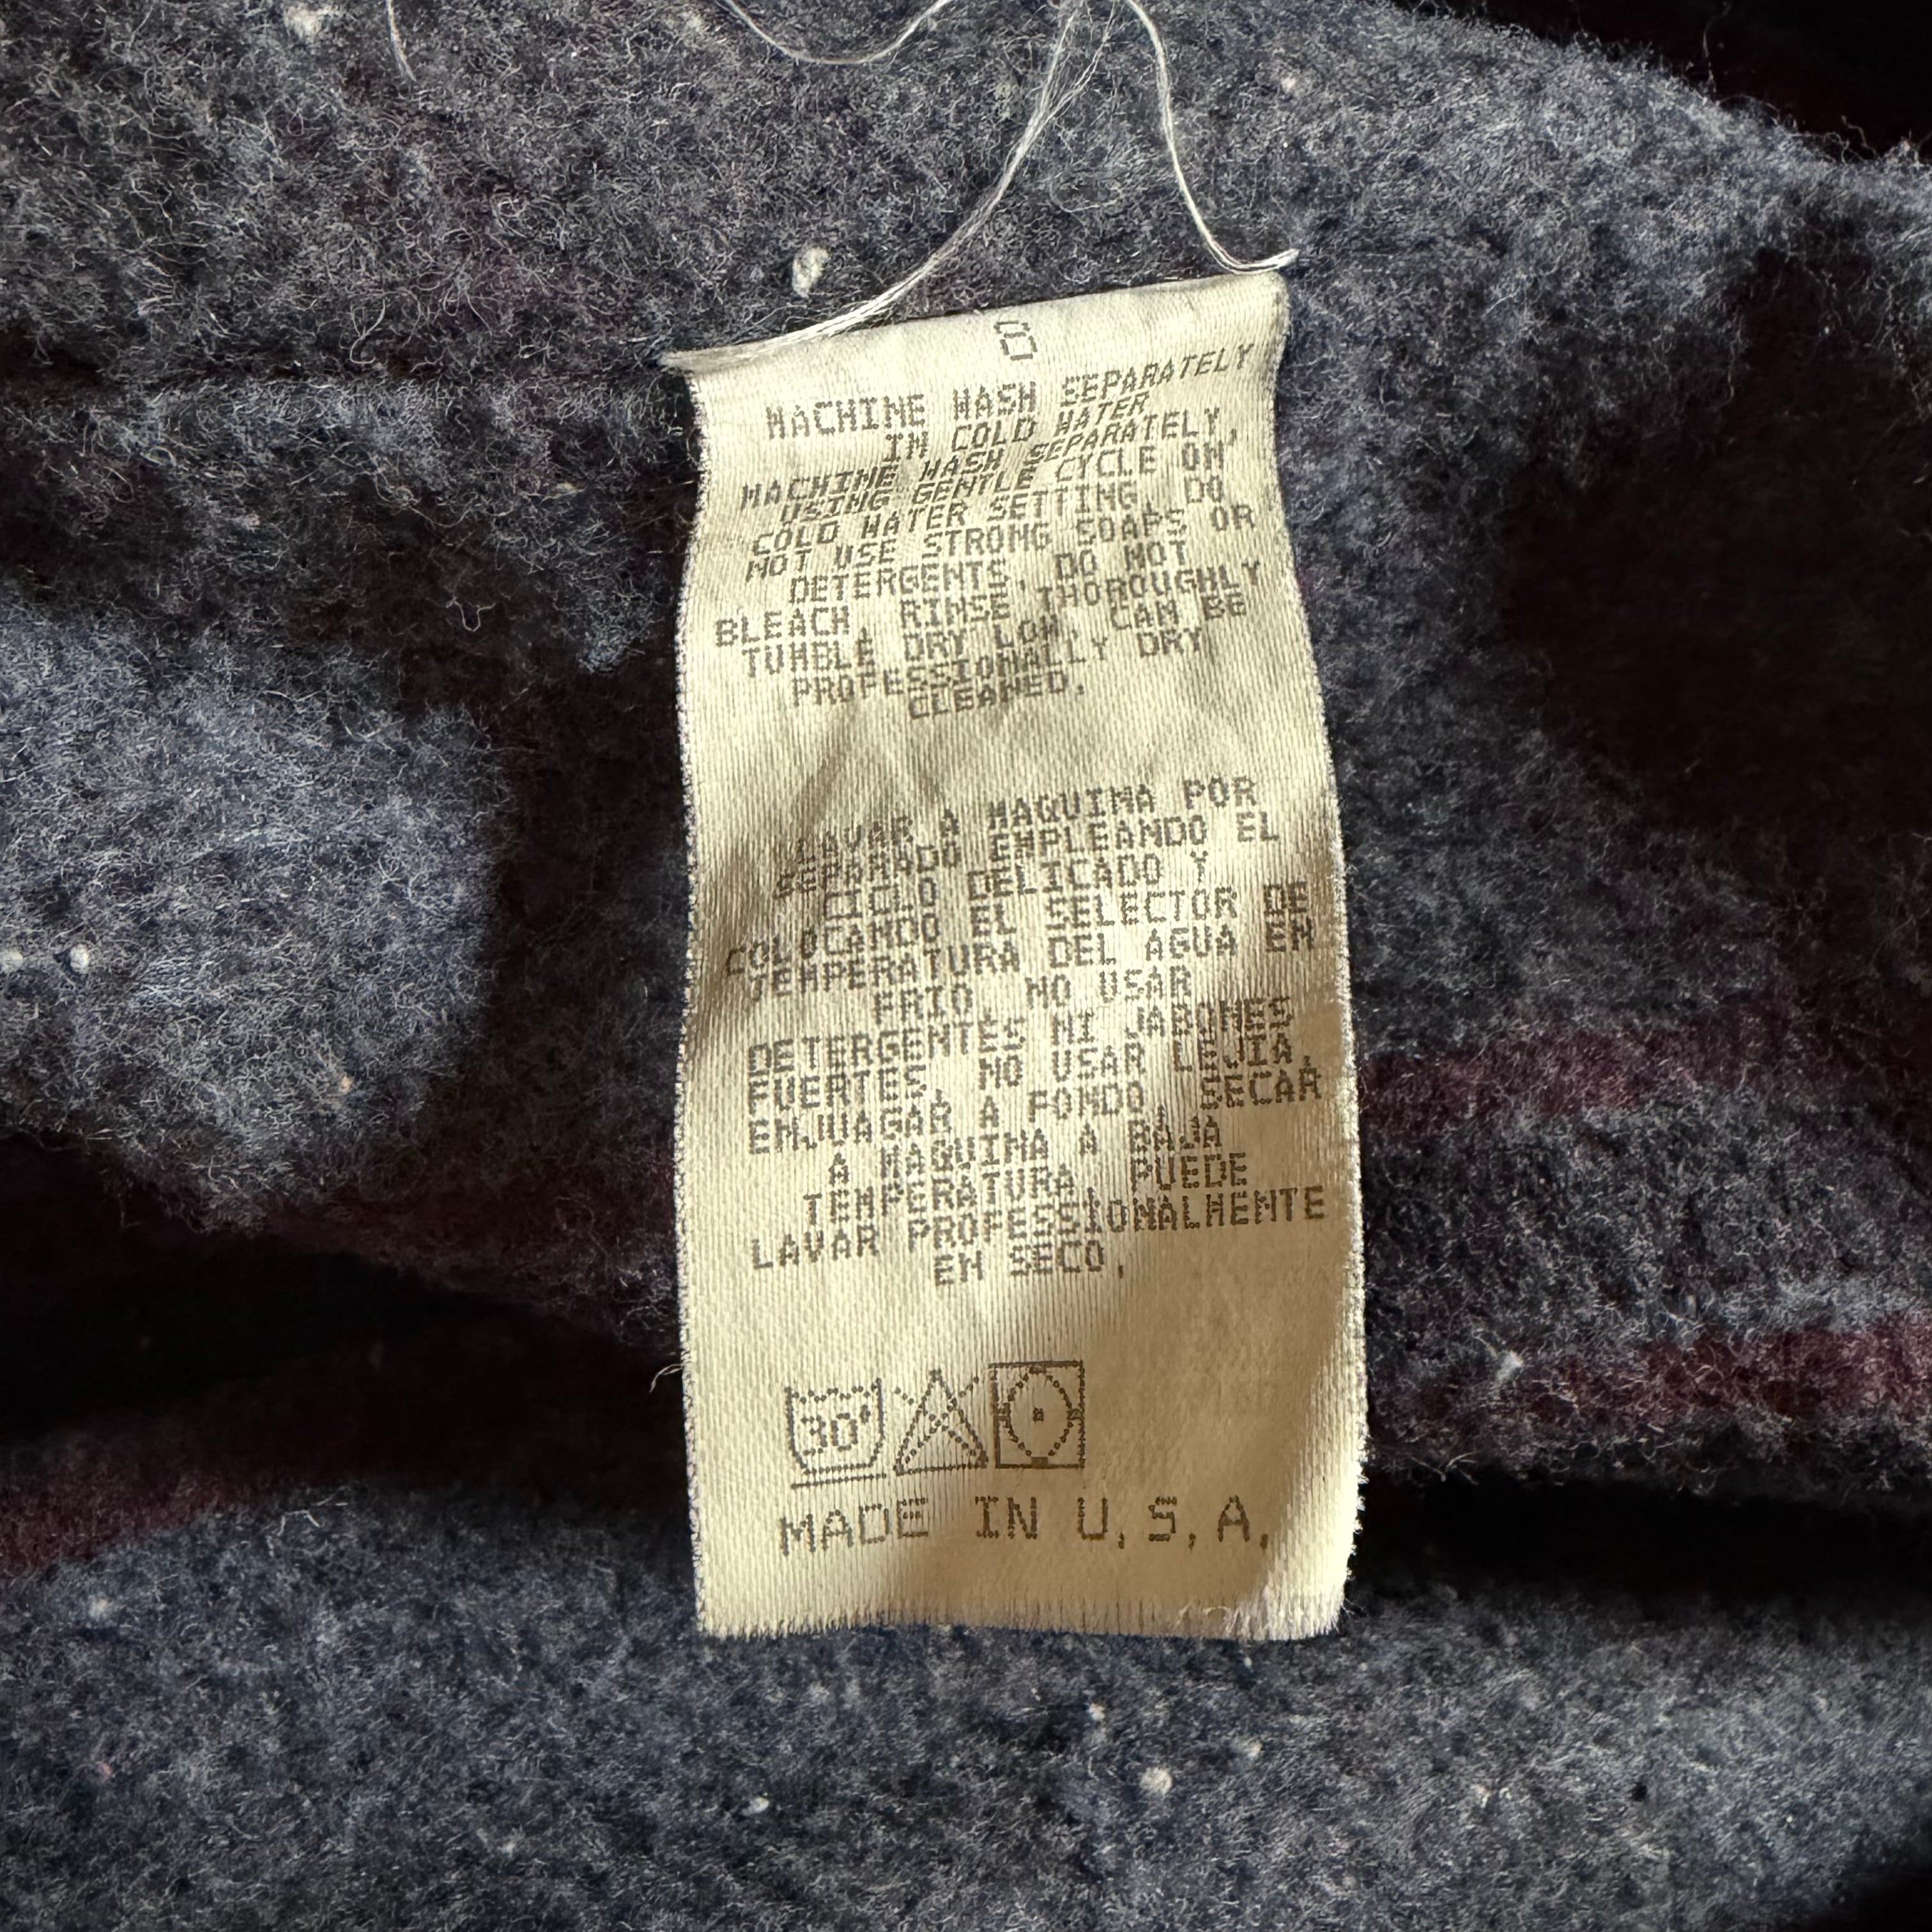 8
MACHINE WASH SEPARATELY
IN COLD WATER
MACHINE WASH SEPARATELY,
USING GENTLE CYCLE ON
COLD WATER SETTING, DO
NOT USE STRONG SOAPS OR
DETERGENTS, DO NOT
BLEACH, RINSE THOROUGHLY
TUMBLE DRY LOW, CAN BE
PROFESSIONALLY DRY
CLEANED.
LAVAR A MAQUINA POR
SEPARADO EMPLEANDO EL
CICLO DELICADO Y
COLOCANDO EL SELECTOR DE
TEMPERATURA DEL AGUA EN
FRIO, NO USAR
DETERGENTES NI JABONES
FUERTES, NO USAR LEJIA,
ENJUAGAR A FONDO, SECAR
A MAQUINA A BAJA
TEMPERATURA, PUEDE
LAVAR PROFESSIONALMENTE
EN SECO,
30°
MADE IN U,S,A,